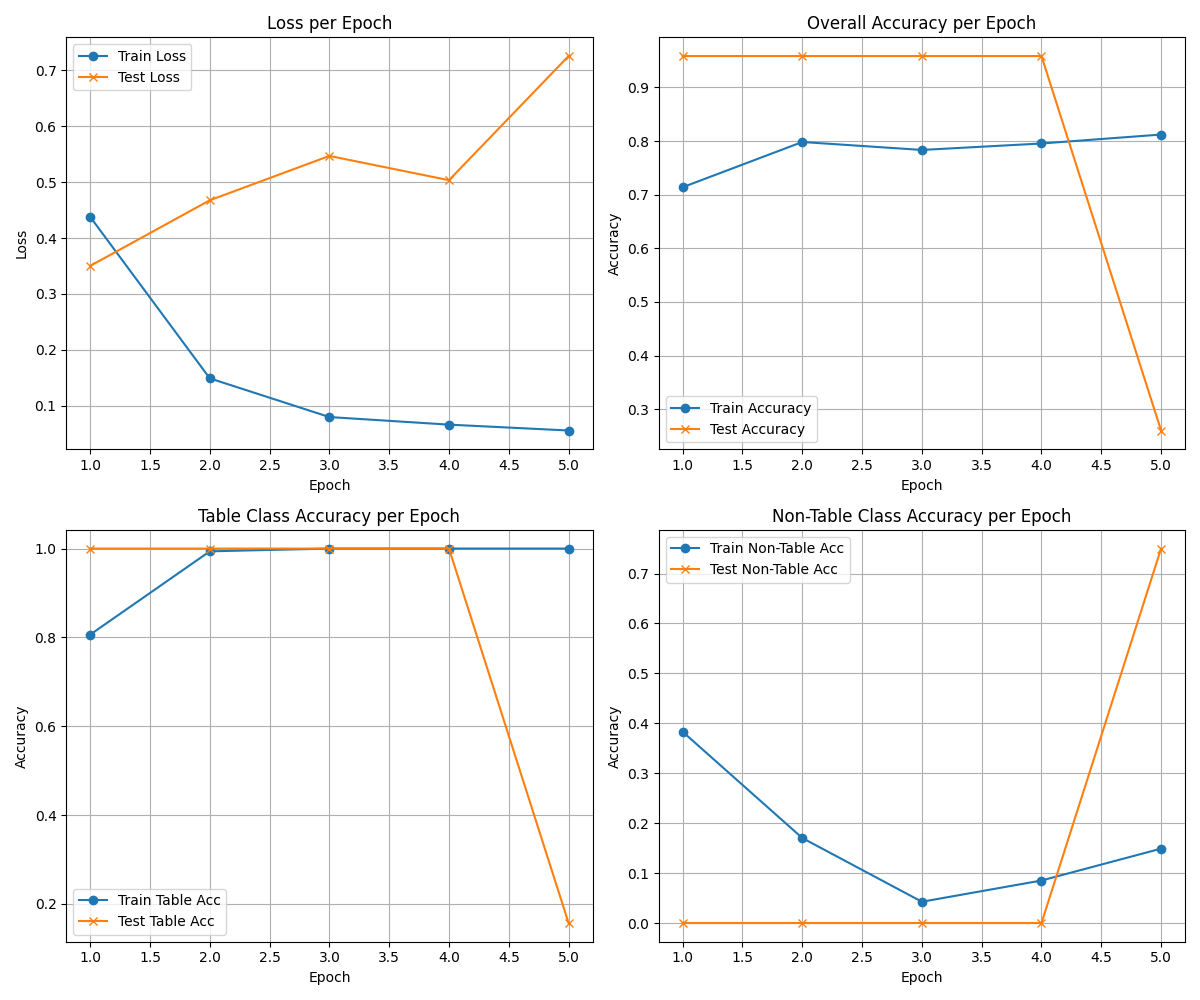 Loss per Epoch
Train Loss
Test Loss
0.7
0.6
0.5
0.4
0.3
0.2
0.1
Loss
1.0 1.5 2.0 2.5 3.0 3.5 4.0 4.5 5.0
Epoch
Overall Accuracy per Epoch
0.9
0.8
0.7
0.6
0.5
0.4
0.3
Accuracy
Train Accuracy
Test Accuracy
1.0 1.5 2.0 2.5 3.0 3.5 4.0 4.5 5.0
Epoch
Table Class Accuracy per Epoch
1.0
0.8
0.6
0.4
0.2
Accuracy
Train Table Acc
Test Table Acc
1.0 1.5 2.0 2.5 3.0 3.5 4.0 4.5 5.0
Epoch
Non-Table Class Accuracy per Epoch
Train Non-Table Acc
Test Non-Table Acc
0.7
0.6
0.5
0.4
0.3
0.2
0.1
0.0
Accuracy
1.0 1.5 2.0 2.5 3.0 3.5 4.0 4.5 5.0
Epoch